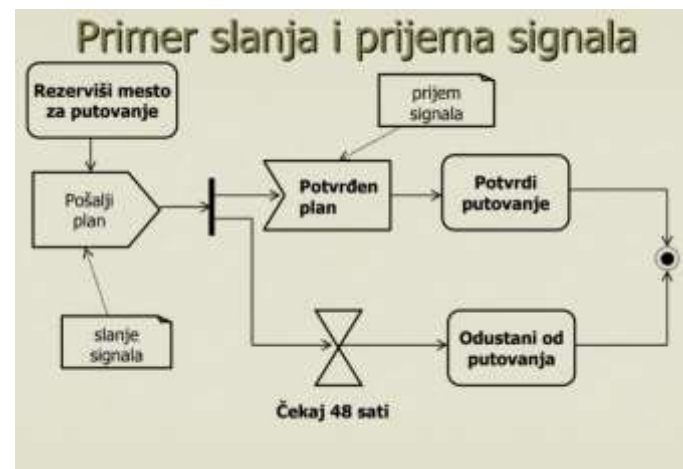 Primer slanja i prijema signala
Rezerviši mesto
za putovanje
prijem
signala
Pošalji
plan
Potvrđen
plan
Potvrdi
putovanje
slanje
signala
Odustani od
putovanja
Čekaj 48 sati